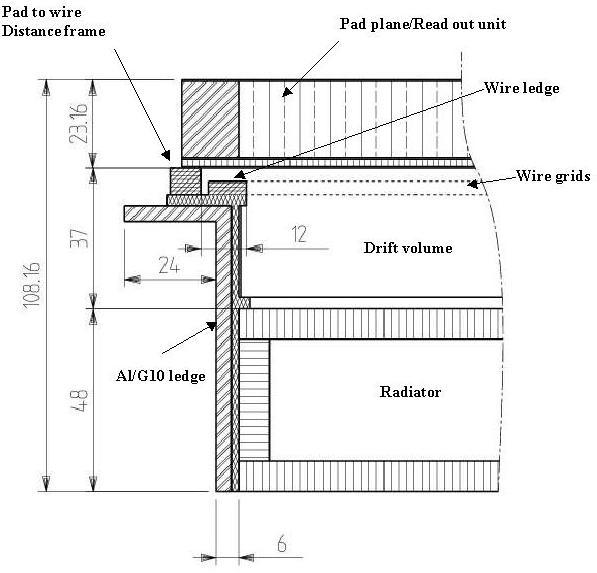 Pad to wire
Distance frame
Pad plane/Read out unit
Wire ledge
Wire grids
23.16
37
108.16
12
24
Drift volume
Al/G10 ledge
48
Radiator
6